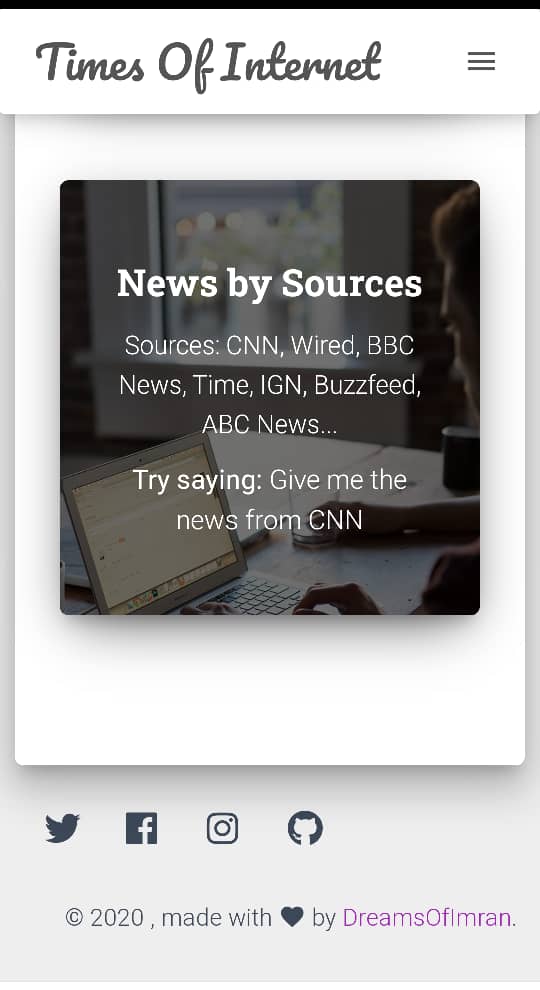 Times Of Internet
News by Sources
Sources: CNN, Wired, BBC
News, Time, IGN, Buzzfeed,
ABC News...
Try saying: Give me the
news from CNN
© 2020 , made with ♥ by DreamsOfImran.